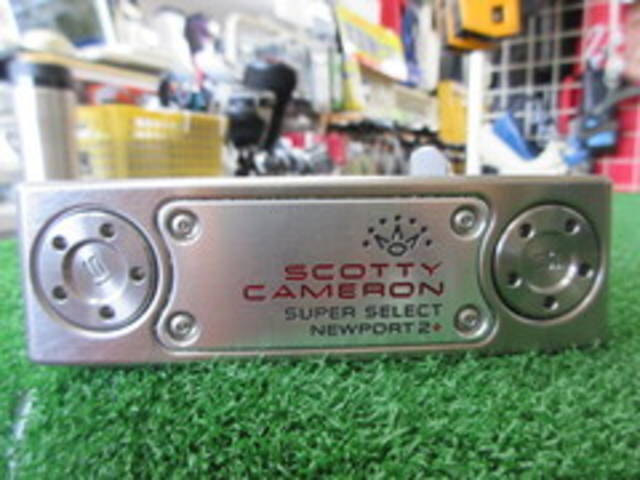 SCOTTY
CAMERON
SUPER SELECT
NEWPORT 2+